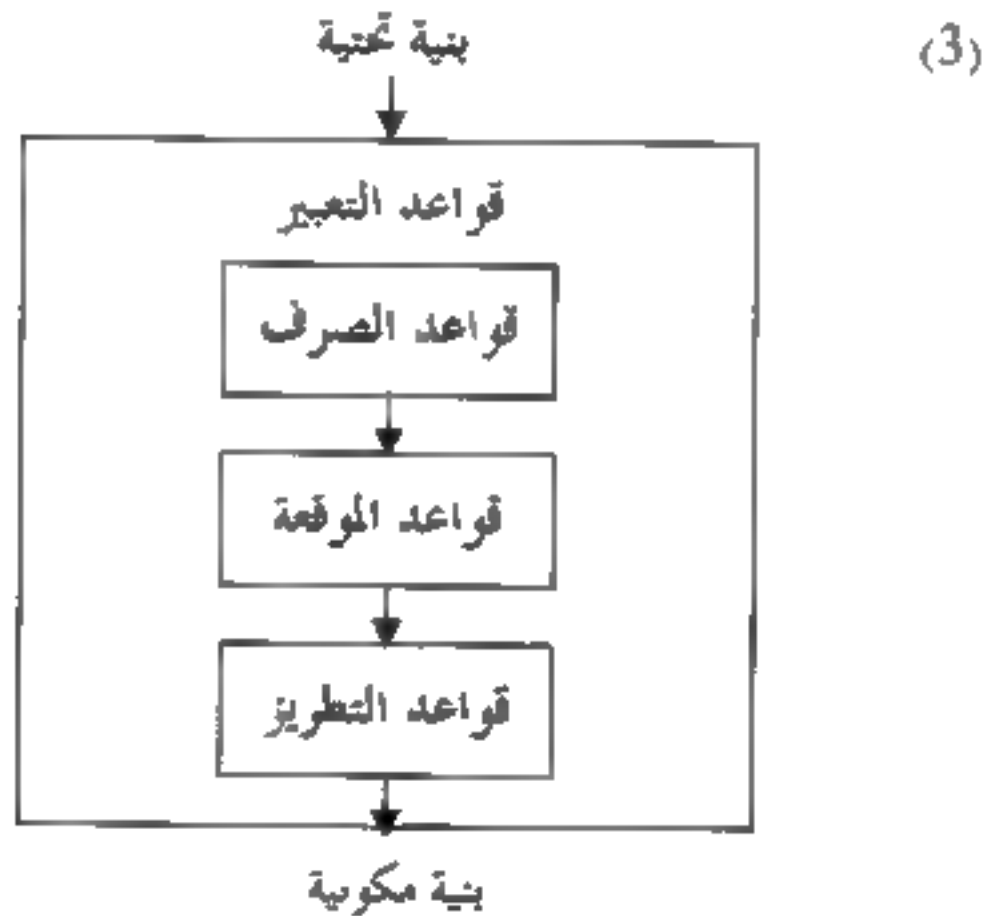 (3)
بنية تحتية
قواعد التعبير
قواعد الصرف
قواعد الموقعة
قواعد التطريز
بنية مكونية